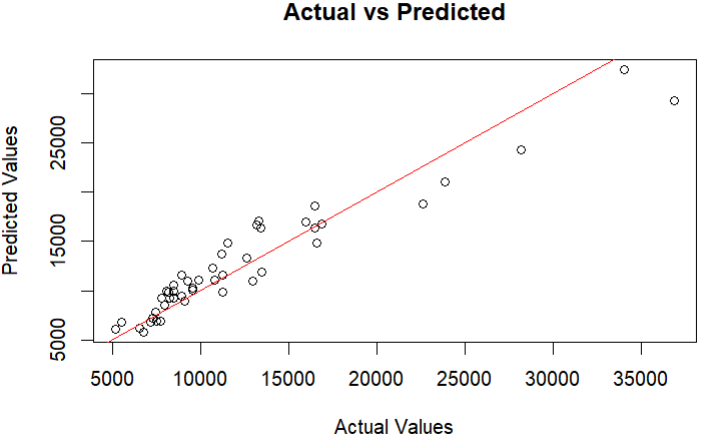 Actual vs Predicted
Predicted Values
25000
15000
5000
5000 10000 15000 20000 25000 30000 35000
Actual Values